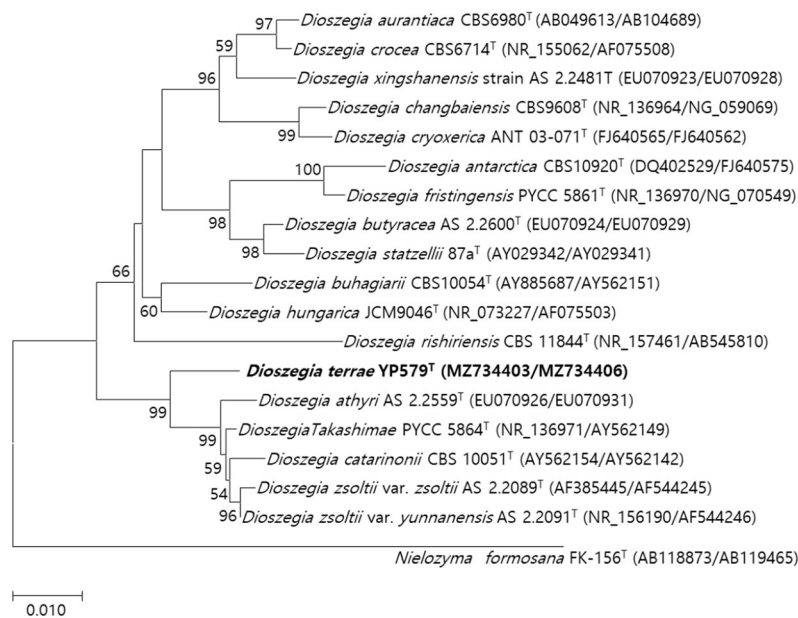 97 Dioszegia aurantiaca CBS6980ᵀ (AB049613/AB104689)
59 Dioszegia crocea CBS6714ᵀ (NR_155062/AF075508)
96 Dioszegia xingshanensis strain AS 2.2481T (EU070923/EU070928)
Dioszegia changbaiensis CBS9608ᵀ (NR_136964/NG_059069)
99 Dioszegia cryoxerica ANT 03-071ᵀ (FJ640565/FJ640562)
100 Dioszegia antarctica CBS10920ᵀ (DQ402529/FJ640575)
Dioszegia fristingensis PYCC 5861ᵀ (NR_136970/NG_070549)
98 Dioszegia butyracea AS 2.2600ᵀ (EU070924/EU070929)
98 Dioszegia statzellii 87aᵀ (AY029342/AY029341)
66 Dioszegia buhagiarii CBS10054ᵀ (AY885687/AY562151)
60 Dioszegia hungarica JCM9046ᵀ (NR_073227/AF075503)
Dioszegia rishiriensis CBS 11844ᵀ (NR_157461/AB545810)
Dioszegia terrae YP579ᵀ (MZ734403/MZ734406)
99 Dioszegia athyri AS 2.2559ᵀ (EU070926/EU070931)
99 DioszegiaTakashimae PYCC 5864ᵀ (NR_136971/AY562149)
59 Dioszegia catarinonii CBS 10051ᵀ (AY562154/AY562142)
54 Dioszegia zsoltii var. zsoltii AS 2.2089ᵀ (AF385445/AF544245)
96 Dioszegia zsoltii var. yunnanensis AS 2.2091ᵀ (NR_156190/AF544246)
Nielozyma formosana FK-156ᵀ (AB118873/AB119465)
0.010